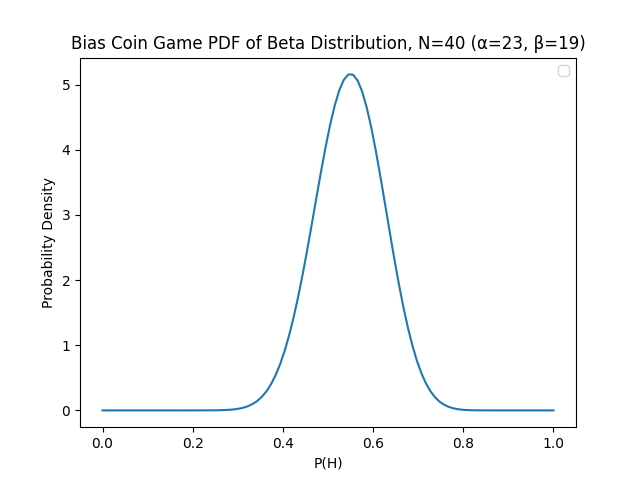 Bias Coin Game PDF of Beta Distribution, N=40 (α=23, β=19)
Probability Density
5
4
3
2
1
0
0.0 0.2 0.4 0.6 0.8 1.0
P(H)